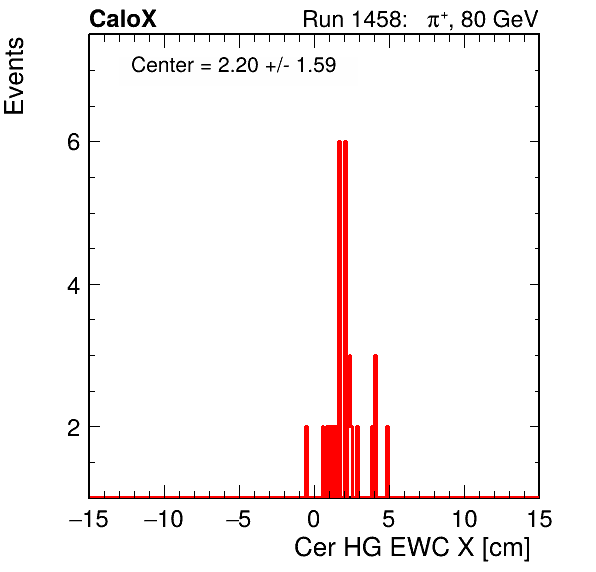 CaloX Run 1458: π⁺, 80 GeV
Center = 2.20 +/- 1.59
Events
6
4
2
−15 −10 −5 0 5 10 15
Cer HG EWC X [cm]